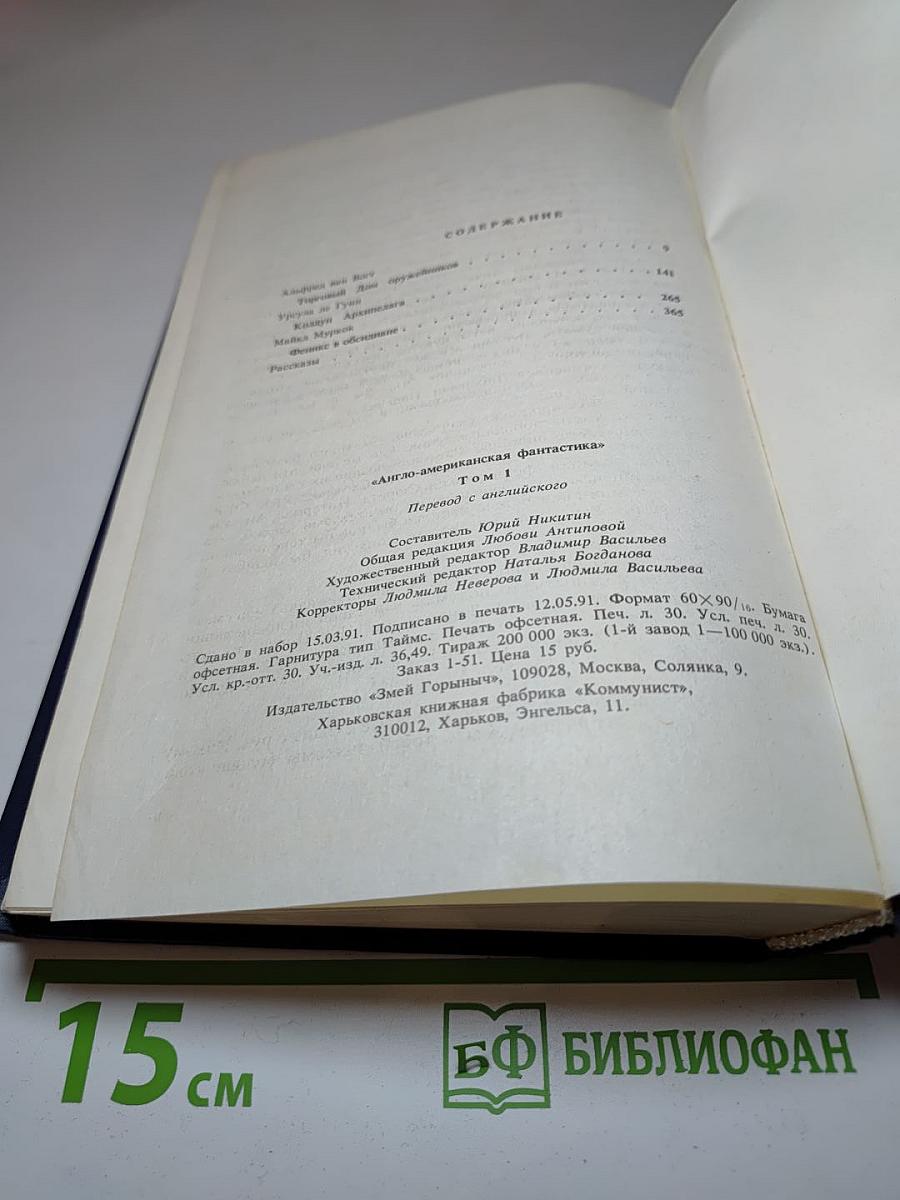 СОДЕРЖАНИЕ
Альфред ван Вогт
Торговый Дом оружейников . . . . . . . . . 9
Урсула ле Гуин
Колдун Архипелага . . . . . . . . . . . . 141
Майкл Муркок
Феникс в обсидиане . . . . . . . . . . . . 265
Рассказы . . . . . . . . . . . . . . . 365
«Англо-американская фантастика»
Том 1
Перевод с английского
Составитель Юрий Никитин
Общая редакция Любови Антиповой
Художественный редактор Владимир Васильев
Технический редактор Наталья Богданова
Корректоры Людмила Неверова и Людмила Васильева
Сдано в набор 15.03.91. Подписано в печать 12.05.91. Формат 60×90/16. Бумага
офсетная. Гарнитура тип Таймс. Печать офсетная. Печ. л. 30. Усл. печ. л. 30.
Усл. кр.-отт. 30. Уч.-изд. л. 36,49. Тираж 200 000 экз. (1-й завод 1—100 000 экз.).
Заказ 1-51. Цена 15 руб.
Издательство «Змей Горыныч», 109028, Москва, Солянка, 9.
Харьковская книжная фабрика «Коммунист»,
310012, Харьков, Энгельса, 11.
15 см
БФ БИБЛИОФАН